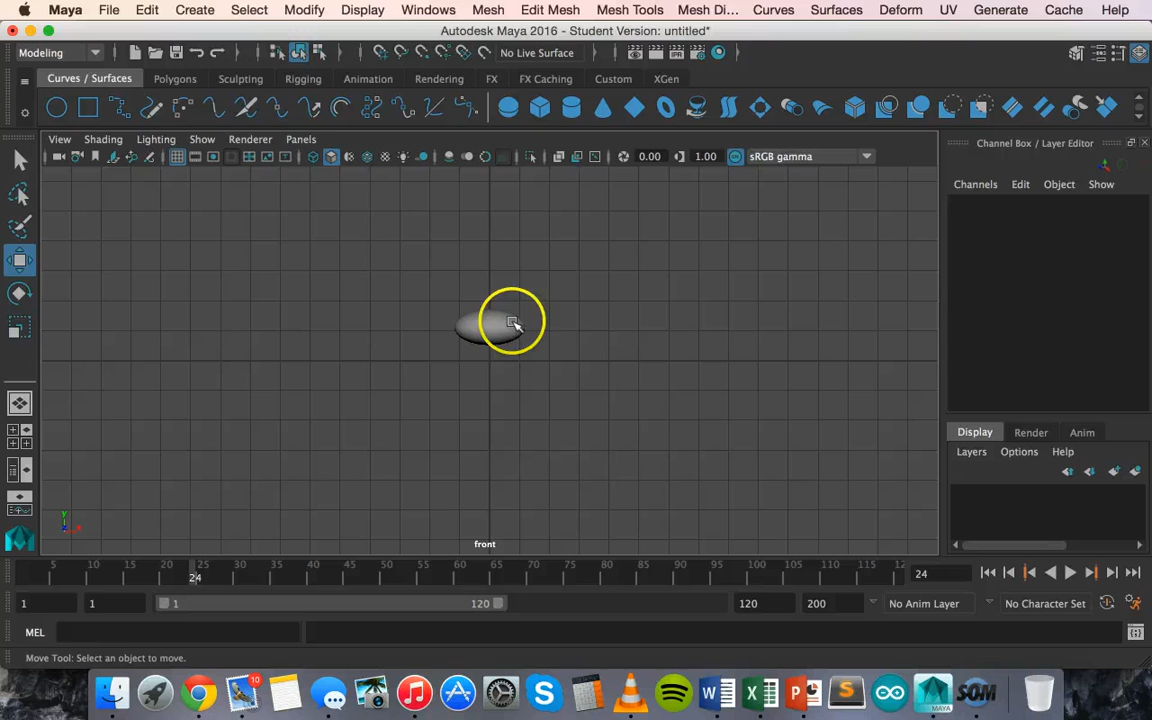 Maya File Edit Create Select Modify Display Windows Mesh Edit Mesh Mesh Tools Mesh Di... Curves Surfaces Deform UV Generate Cache Help
Autodesk Maya 2016 - Student Version: untitled*
Modeling No Live Surface
Curves / Surfaces Polygons Sculpting Rigging Animation Rendering FX FX Caching Custom XGen
View Shading Lighting Show Renderer Panels
Channel Box / Layer Editor
0.00 1.00 sRGB gamma
Channels Edit Object Show
Display Render Anim
Layers Options Help
y
x
front
5 10 15 20 25 30 35 40 45 50 55 60 65 70 75 80 85 90 95 100 105 110 115 12
24
24
1 1 1 120 120 200 No Anim Layer No Character Set
MEL
Move Tool: Select an object to move.
10
SOM